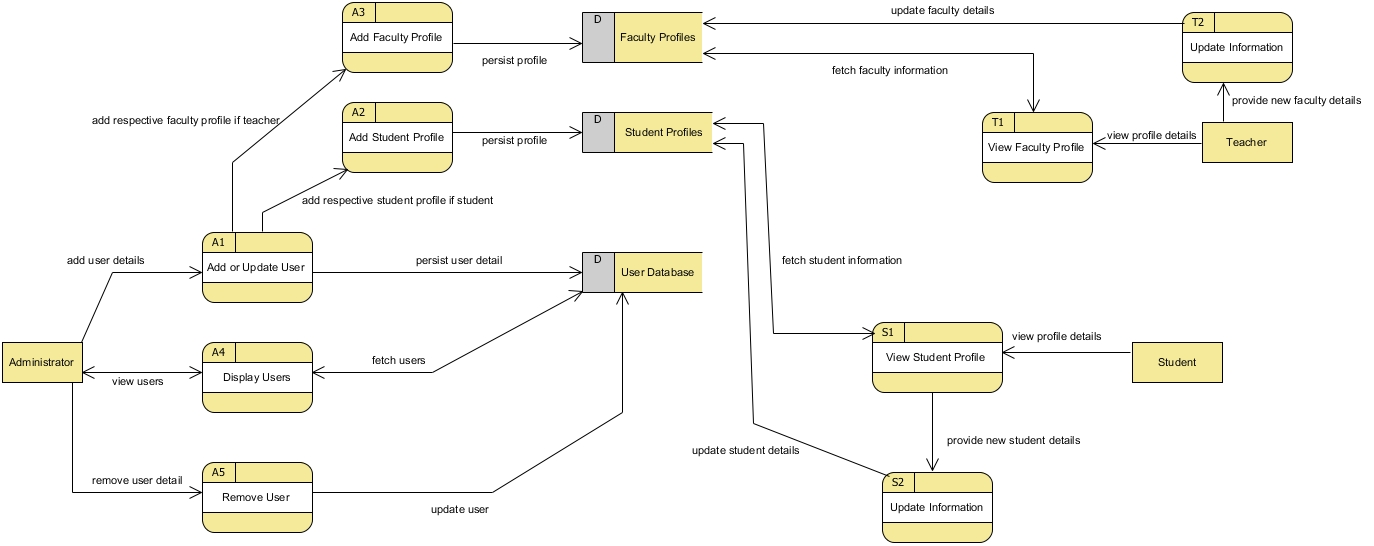 A3
Add Faculty Profile
persist profile
D
Faculty Profiles
update faculty details
fetch faculty information
T2
Update Information
provide new faculty details
add respective faculty profile if teacher
A2
Add Student Profile
persist profile
D
Student Profiles
T1
View Faculty Profile
view profile details
Teacher
add respective student profile if student
A1
Add or Update User
add user details
persist user detail
D
User Database
fetch student information
Administrator
view users
A4
Display Users
fetch users
S1
View Student Profile
view profile details
Student
provide new student details
update student details
remove user detail
A5
Remove User
update user
S2
Update Information